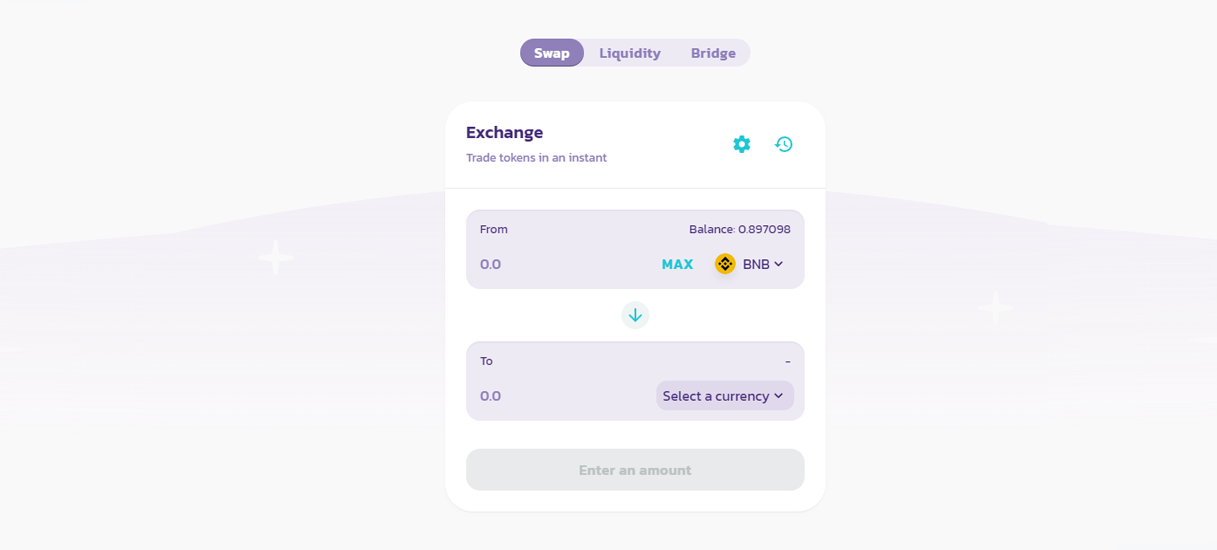 Swap Liquidity Bridge
Exchange
Trade tokens in an instant
From Balance: 0.897098
0.0 MAX BNB
To -
0.0 Select a currency
Enter an amount